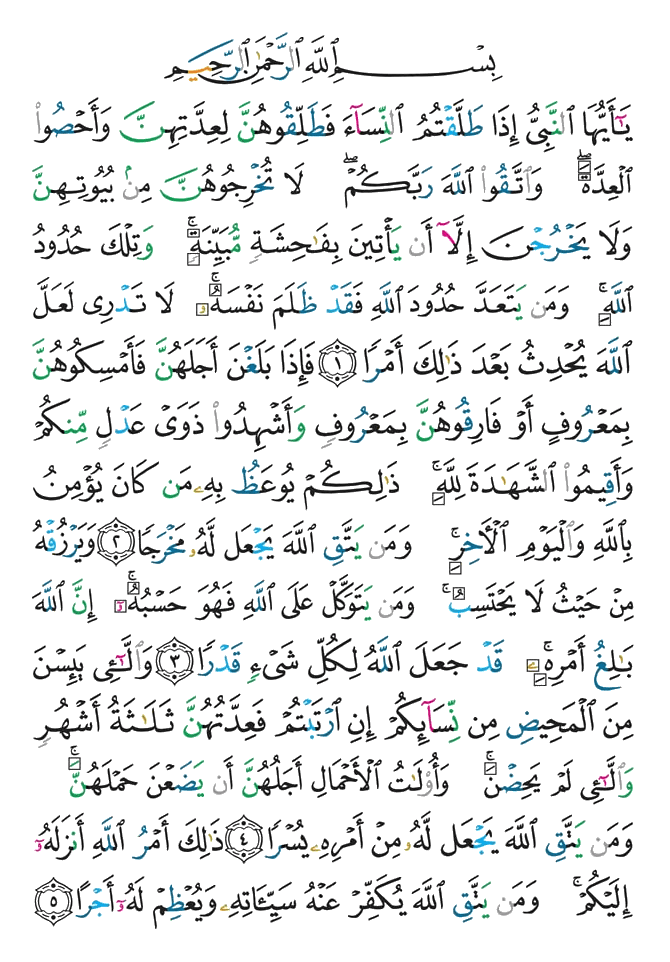 بِسْمِ ٱللَّهِ ٱلرَّحْمَٰنِ ٱلرَّحِيمِ
يَٰٓأَيُّهَا ٱلنَّبِىُّ إِذَا طَلَّقْتُمُ ٱلنِّسَآءَ فَطَلِّقُوهُنَّ لِعِدَّتِهِنَّ وَأَحْصُوا۟
ٱلْعِدَّةَ ۖ وَٱتَّقُوا۟ ٱللَّهَ رَبَّكُمْ ۖ لَا تُخْرِجُوهُنَّ مِنۢ بُيُوتِهِنَّ
وَلَا يَخْرُجْنَ إِلَّآ أَن يَأْتِينَ بِفَٰحِشَةٍ مُّبَيِّنَةٍ ۚ وَتِلْكَ حُدُودُ
ٱللَّهِ ۚ وَمَن يَتَعَدَّ حُدُودَ ٱللَّهِ فَقَدْ ظَلَمَ نَفْسَهُۥ ۚ لَا تَدْرِى لَعَلَّ
ٱللَّهَ يُحْدِثُ بَعْدَ ذَٰلِكَ أَمْرًا ١ فَإِذَا بَلَغْنَ أَجَلَهُنَّ فَأَمْسِكُوهُنَّ
بِمَعْرُوفٍ أَوْ فَارِقُوهُنَّ بِمَعْرُوفٍ وَأَشْهِدُوا۟ ذَوَىْ عَدْلٍ مِّنكُمْ
وَأَقِيمُوا۟ ٱلشَّهَٰدَةَ لِلَّهِ ۚ ذَٰلِكُمْ يُوعَظُ بِهِۦ مَن كَانَ يُؤْمِنُ
بِٱللَّهِ وَٱلْيَوْمِ ٱلْأَخِرِ ۚ وَمَن يَتَّقِ ٱللَّهَ يَجْعَل لَّهُۥ مَخْرَجًا ٢ وَيَرْزُقْهُ
مِنْ حَيْثُ لَا يَحْتَسِبُ ۚ وَمَن يَتَوَكَّلْ عَلَى ٱللَّهِ فَهُوَ حَسْبُهُۥٓ ۚ إِنَّ ٱللَّهَ
بَٰلِغُ أَمْرِهِۦ ۚ قَدْ جَعَلَ ٱللَّهُ لِكُلِّ شَىْءٍ قَدْرًا ٣ وَٱلَّٰٓـِٔى يَئِسْنَ
مِنَ ٱلْمَحِيضِ مِن نِّسَآئِكُمْ إِنِ ٱرْتَبْتُمْ فَعِدَّتُهُنَّ ثَلَٰثَةُ أَشْهُرٍ
وَٱلَّٰٓـِٔى لَمْ يَحِضْنَ ۚ وَأُو۟لَٰتُ ٱلْأَحْمَالِ أَجَلُهُنَّ أَن يَضَعْنَ حَمْلَهُنَّ ۚ
وَمَن يَتَّقِ ٱللَّهَ يَجْعَل لَّهُۥ مِنْ أَمْرِهِۦ يُسْرًا ٤ ذَٰلِكَ أَمْرُ ٱللَّهِ أَنزَلَهُۥٓ
إِلَيْكُمْ ۚ وَمَن يَتَّقِ ٱللَّهَ يُكَفِّرْ عَنْهُ سَيِّـَٔاتِهِۦ وَيُعْظِمْ لَهُۥٓ أَجْرًا ٥